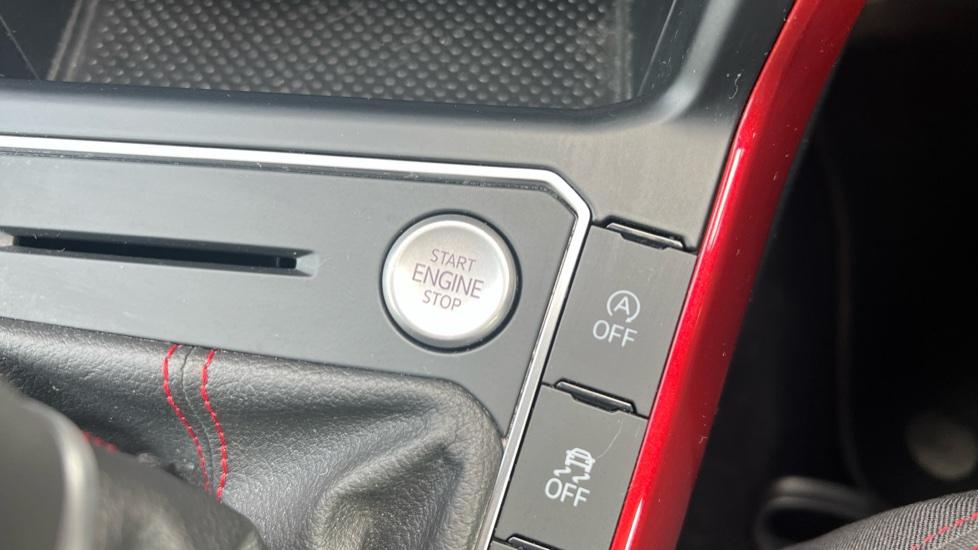 START
ENGINE
STOP
A
OFF
OFF